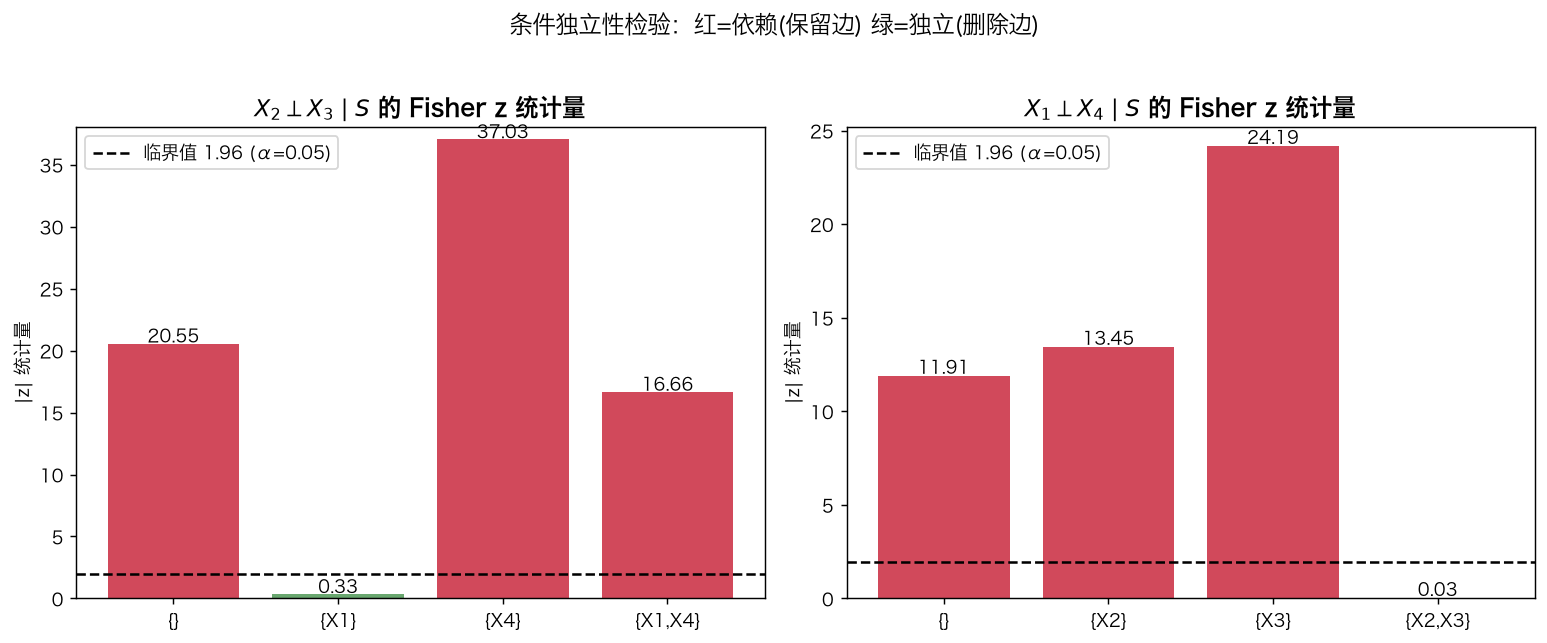 条件独立性检验：红=依赖(保留边) 绿=独立(删除边)
X₂ ⊥ X₃ | S 的 Fisher z 统计量
临界值 1.96 (α=0.05)
|z| 统计量
35
30
25
20
15
10
5
0
20.55
0.33
37.03
16.66
{}
{X1}
{X4}
{X1,X4}
X₁ ⊥ X₄ | S 的 Fisher z 统计量
临界值 1.96 (α=0.05)
|z| 统计量
25
20
15
10
5
0
11.91
13.45
24.19
0.03
{}
{X2}
{X3}
{X2,X3}